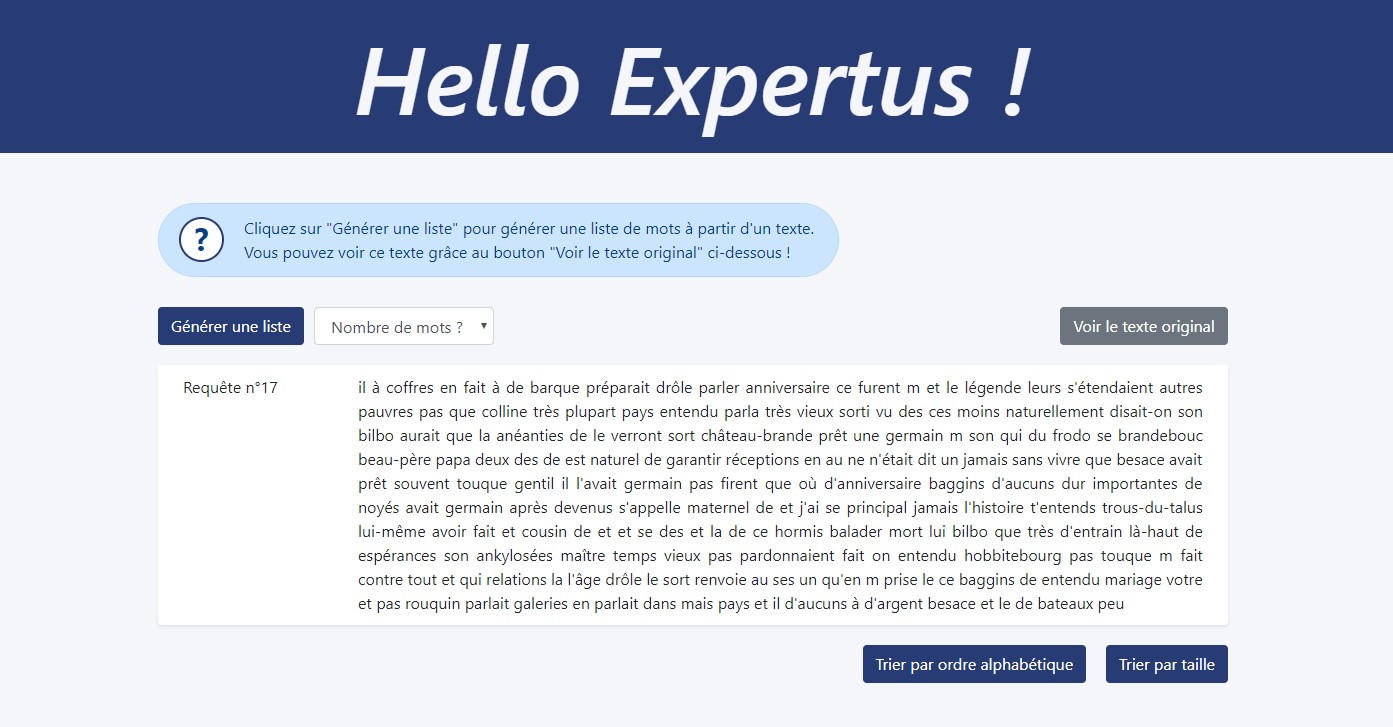 Hello Expertus !
?
Cliquez sur "Générer une liste" pour générer une liste de mots à partir d'un texte.
Vous pouvez voir ce texte grâce au bouton "Voir le texte original" ci-dessous !
Générer une liste
Nombre de mots ?
Voir le texte original
Requête n°17
il à coffres en fait à de barque préparait drôle parler anniversaire ce furent m et le légende leurs s'étendaient autres
pauvres pas que colline très plupart pays entendu parla très vieux sorti vu des ces moins naturellement disait-on son
bilbo aurait que la anéanties de le verront sort château-brande prêt une germain m son qui du frodo se brandebouc
beau-père papa deux des de est naturel de garantir réceptions en au ne n'était dit un jamais sans vivre que besace avait
prêt souvent touque gentil il l'avait germain pas firent que où d'anniversaire baggins d'aucuns dur importantes de
noyés avait germain après devenus s'appelle maternel de et j'ai se principal jamais l'histoire t'entends trous-du-talus
lui-même avoir fait et cousin de et et se des et la de ce hormis balader mort lui bilbo que très d'entrain là-haut de
espérances son ankylosées maître temps vieux pas pardonnaient fait on entendu hobbitebourg pas touque m fait
contre tout et qui relations la l'âge drôle le sort renvoie au ses un qu'en m prise le ce baggins de entendu mariage votre
et pas rouquin parlait galeries en parlait dans mais pays et il d'aucuns à d'argent besace et le de bateaux peu
Trier par ordre alphabétique
Trier par taille